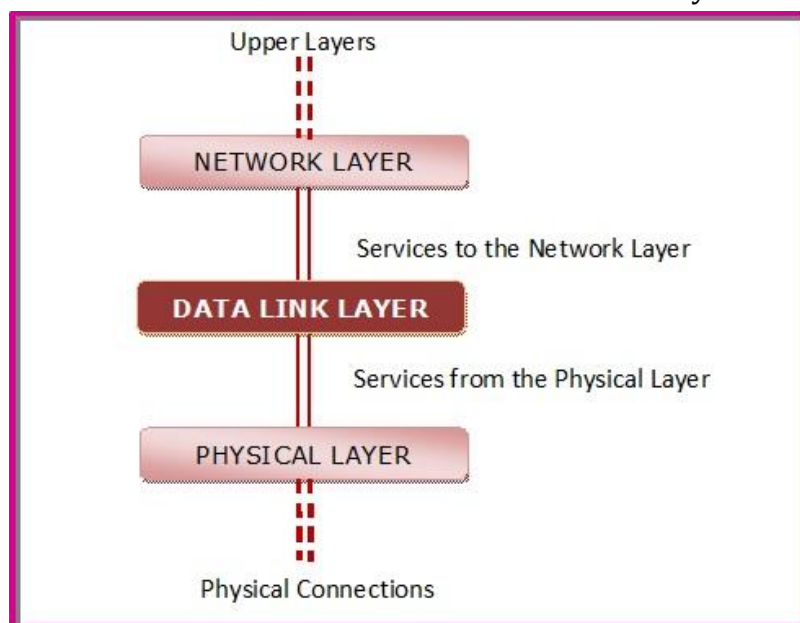 Upper Layers
NETWORK LAYER
Services to the Network Layer
DATA LINK LAYER
Services from the Physical Layer
PHYSICAL LAYER
Physical Connections